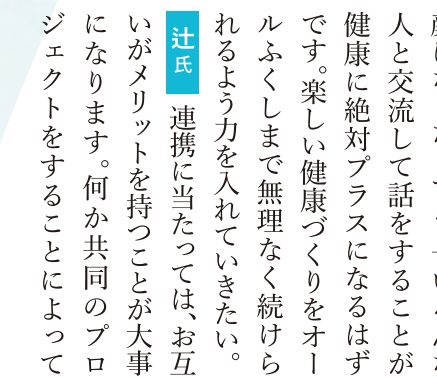 人と交流して話をすることが
健康に絶対プラスになるはず
です。楽しい健康づくりをオー
ルふくしまで無理なく続けら
れるよう力を入れていきたい。
辻氏 連携に当たっては、お互
いがメリットを持つことが大事
になります。何か共同のプロ
ジェクトをすることによって